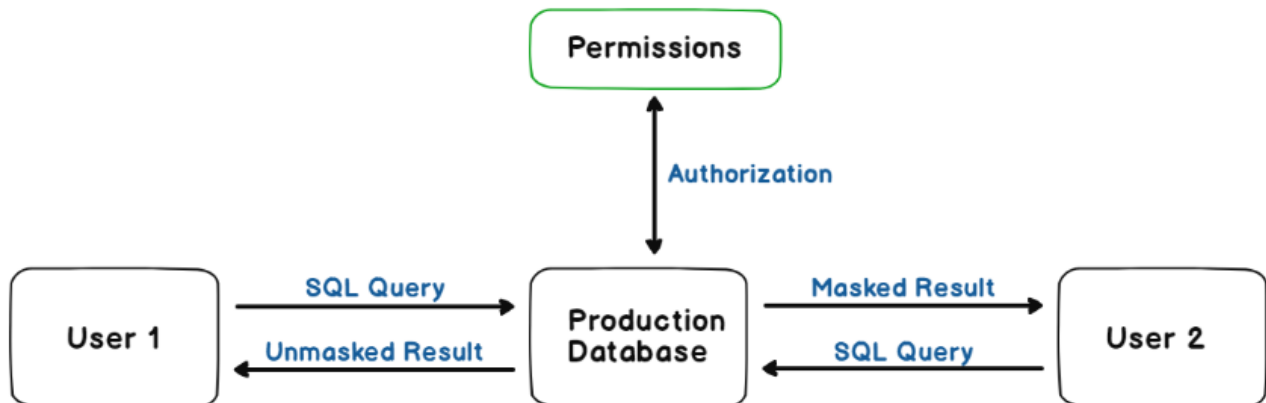 Permissions
Authorization
SQL Query
Masked Result
User 1
Production
Database
User 2
Unmasked Result
SQL Query